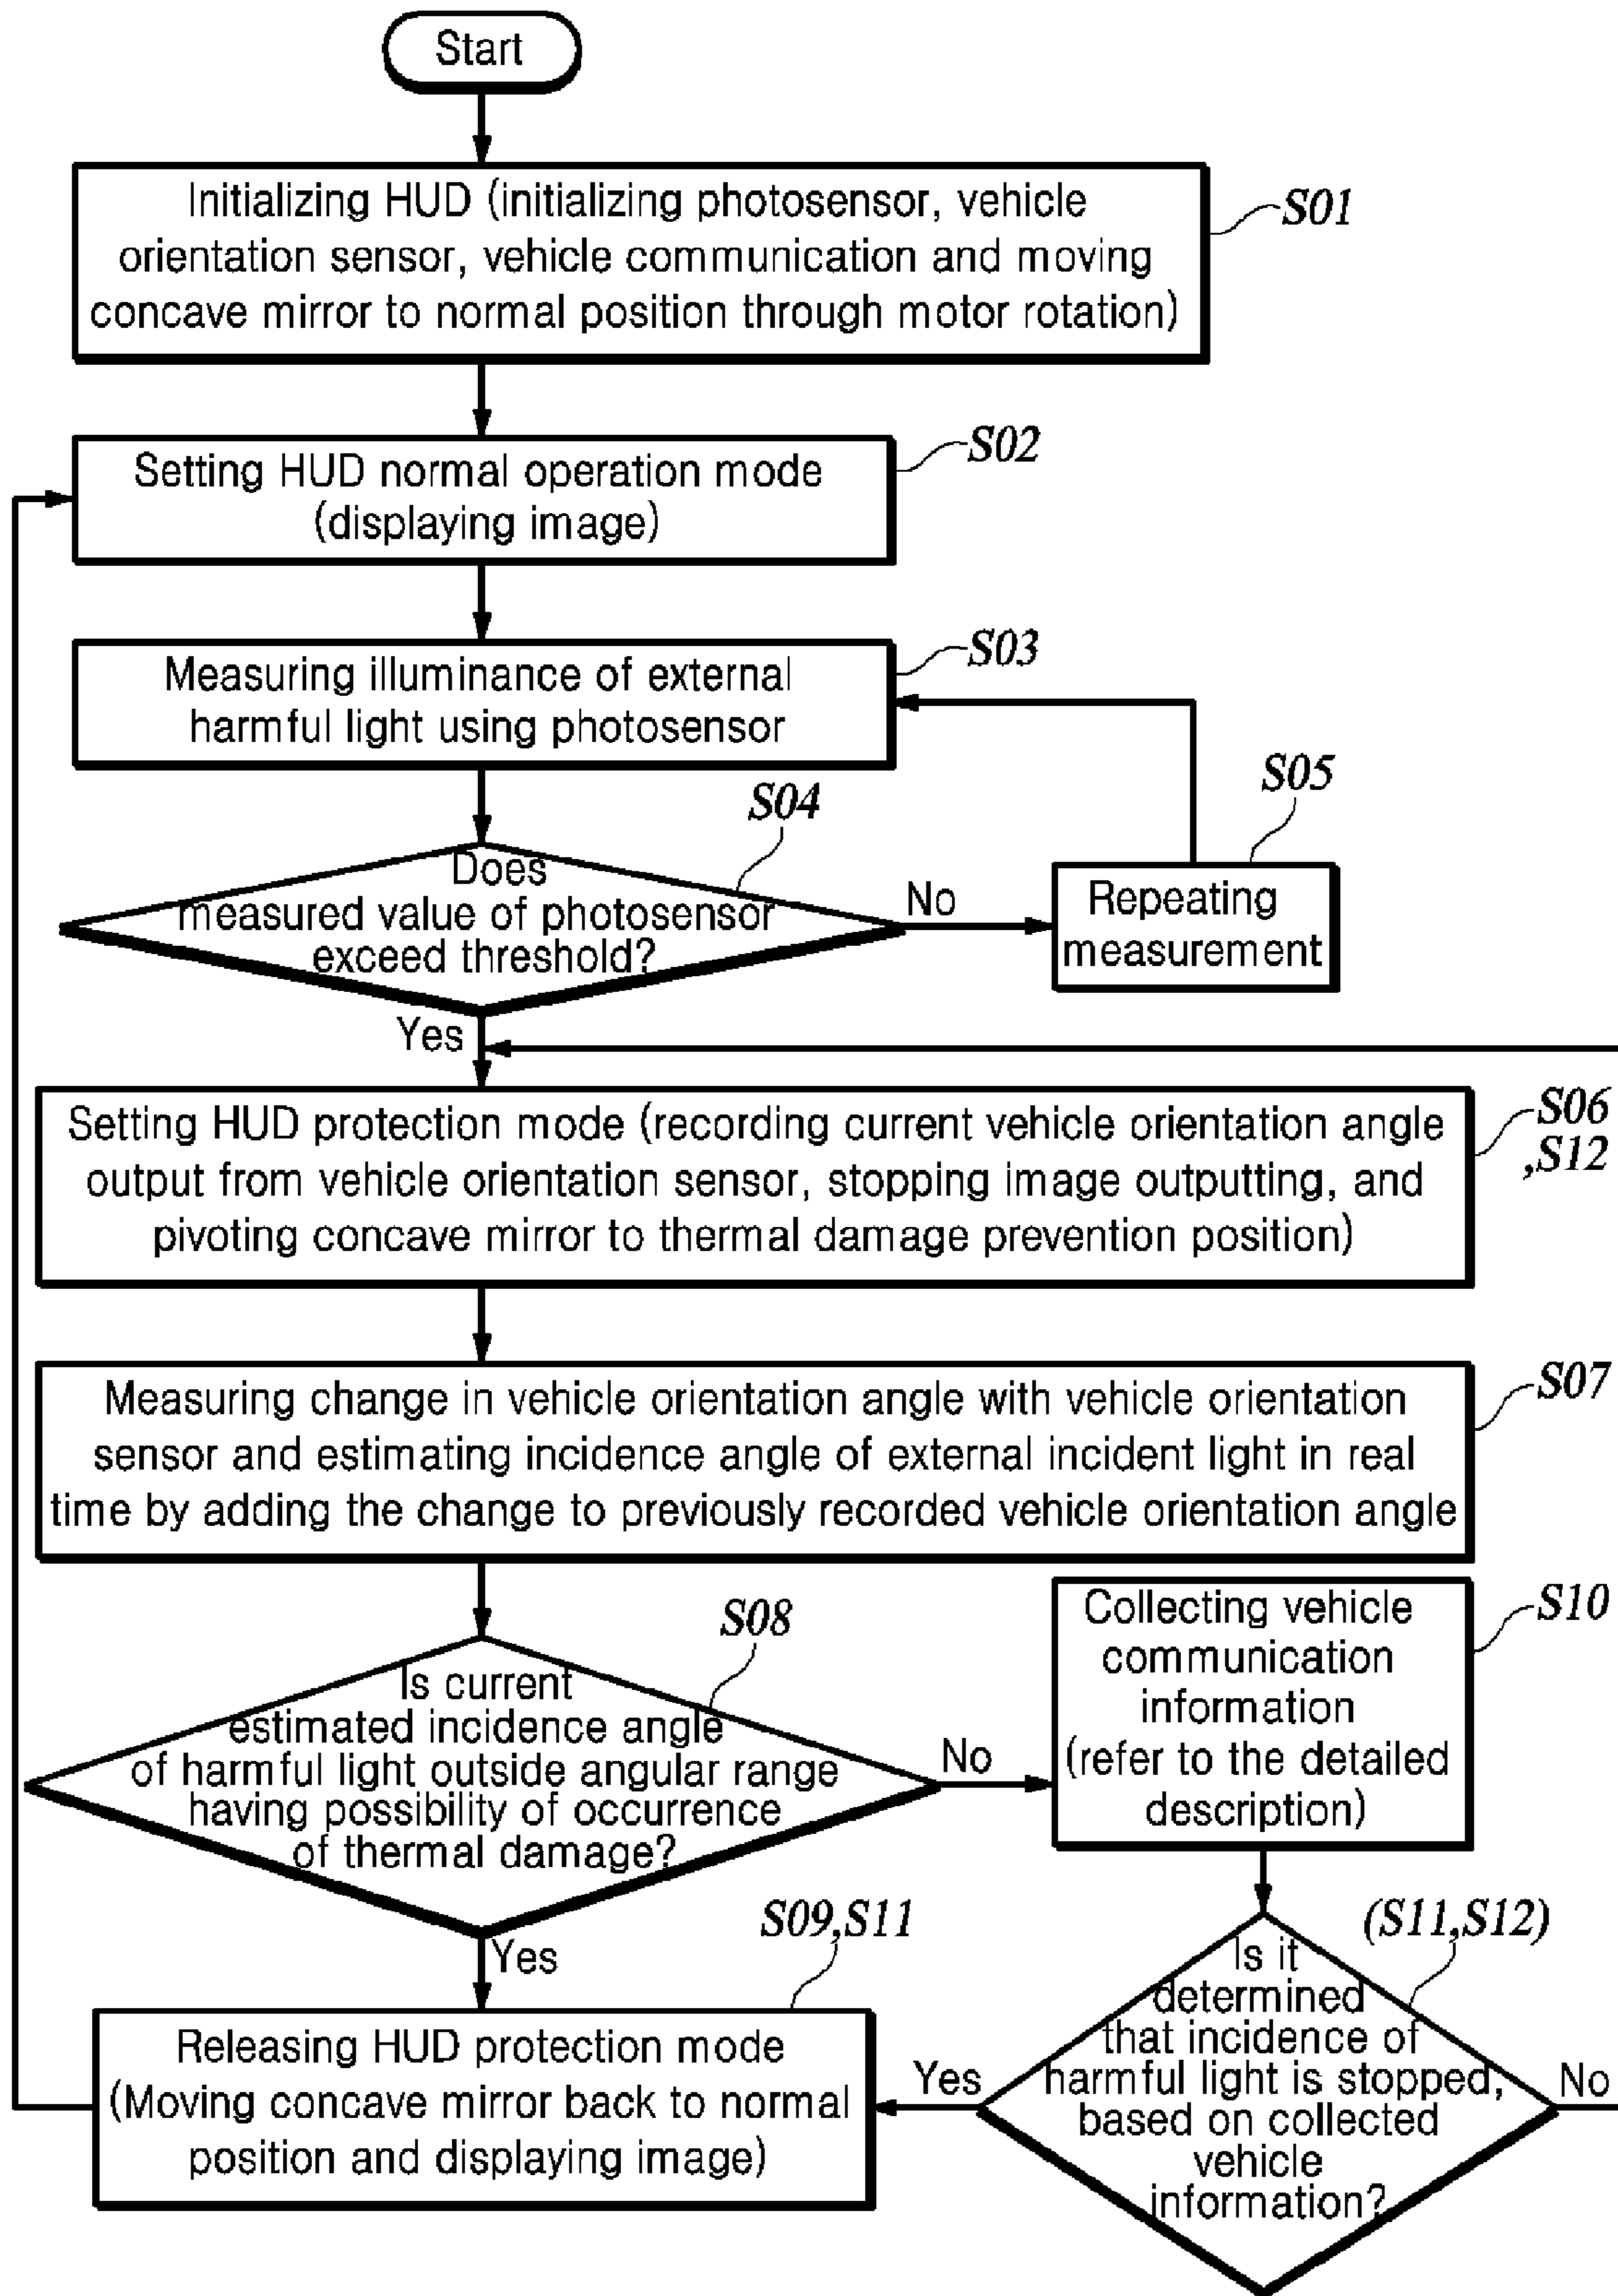 Start
Initializing HUD (initializing photosensor, vehicle
orientation sensor, vehicle communication and moving
concave mirror to normal position through motor rotation)
S01
Setting HUD normal operation mode
(displaying image)
S02
Measuring illuminance of external
harmful light using photosensor
S03
S04
Does
measured value of photosensor
exceed threshold?
No
S05
Repeating
measurement
Yes
Setting HUD protection mode (recording current vehicle orientation angle
output from vehicle orientation sensor, stopping image outputting, and
pivoting concave mirror to thermal damage prevention position)
S06
,S12
Measuring change in vehicle orientation angle with vehicle orientation
sensor and estimating incidence angle of external incident light in real
time by adding the change to previously recorded vehicle orientation angle
S07
S08
Is current
estimated incidence angle
of harmful light outside angular range
having possibility of occurrence
of thermal damage?
No
Collecting vehicle
communication
information
(refer to the detailed
description)
S10
Yes
S09,S11
Releasing HUD protection mode
(Moving concave mirror back to normal
position and displaying image)
(S11,S12)
Is it
determined
that incidence of
harmful light is stopped,
based on collected
vehicle
information?
Yes
No